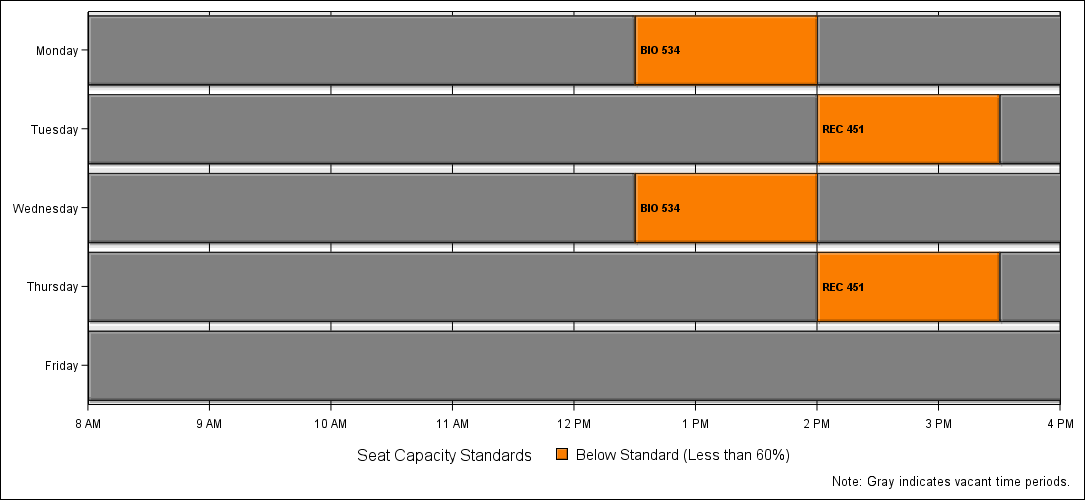 Monday
BIO 534
Tuesday
REC 451
Wednesday
BIO 534
Thursday
REC 451
Friday
8 AM 9 AM 10 AM 11 AM 12 PM 1 PM 2 PM 3 PM 4 PM
Seat Capacity Standards Below Standard (Less than 60%)
Note: Gray indicates vacant time periods.